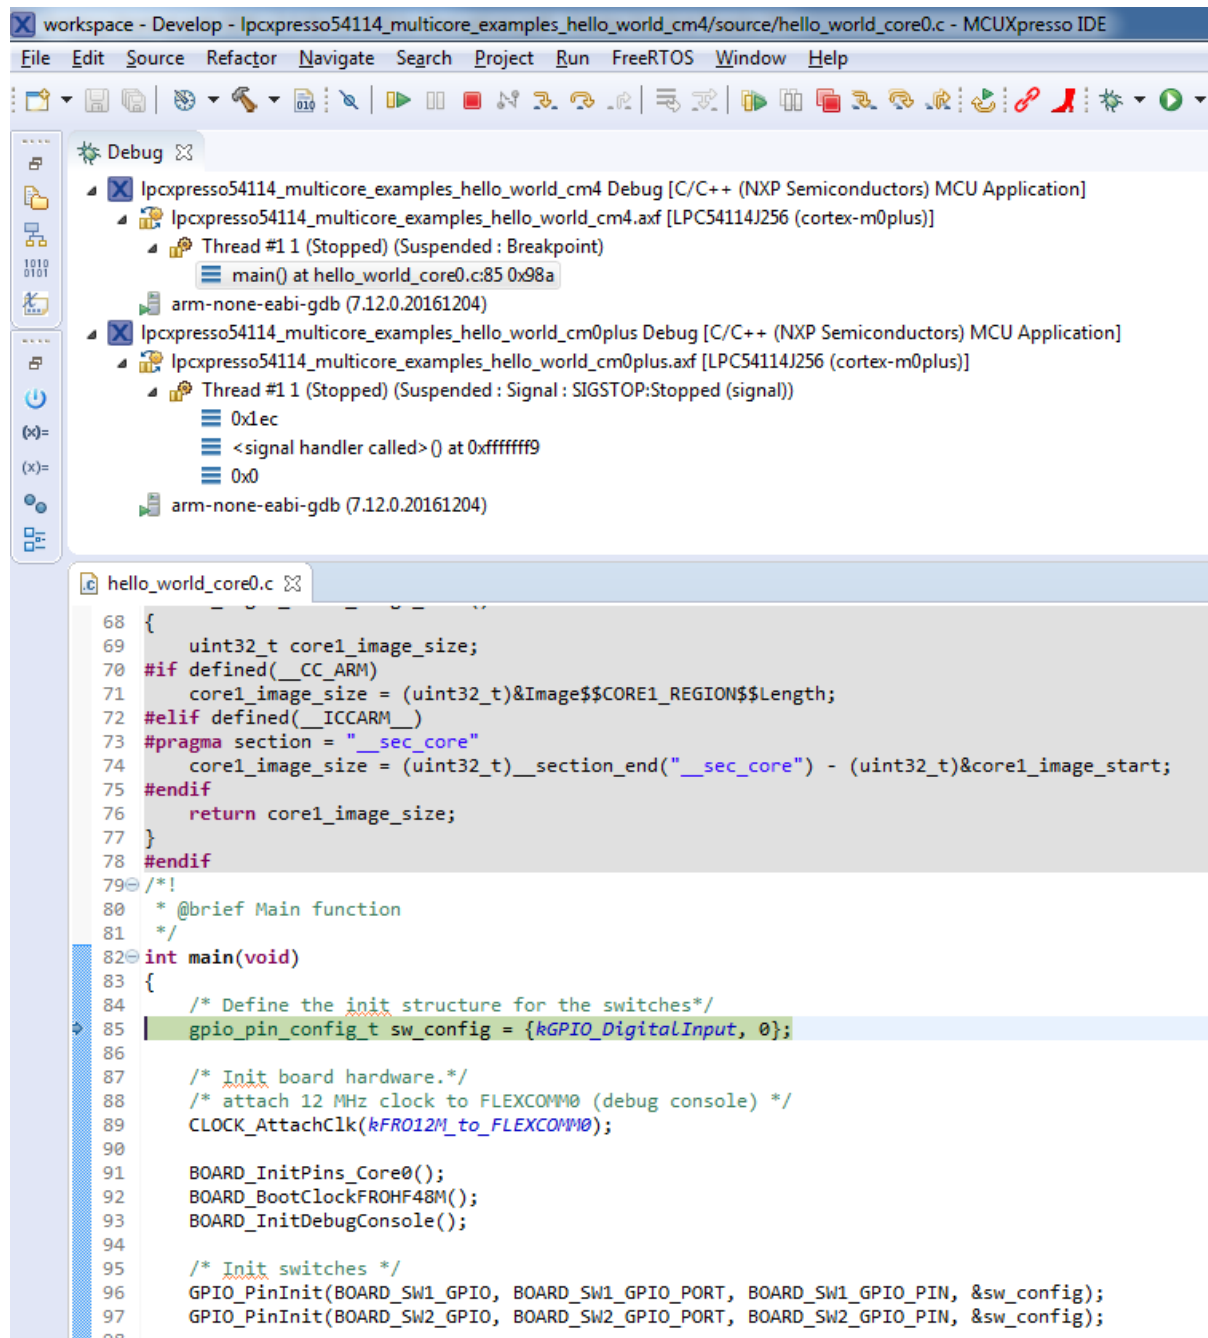 workspace - Develop - lpcxpresso54114_multicore_examples_hello_world_cm4/source/hello_world_core0.c - MCUXpresso IDE
File Edit Source Refactor Navigate Search Project Run FreeRTOS Window Help
Debug
lpcxpresso54114_multicore_examples_hello_world_cm4 Debug [C/C++ (NXP Semiconductors) MCU Application]
lpcxpresso54114_multicore_examples_hello_world_cm4.axf [LPC54114J256 (cortex-m0plus)]
Thread #1 1 (Stopped) (Suspended : Breakpoint)
main() at hello_world_core0.c:85 0x98a
arm-none-eabi-gdb (7.12.0.20161204)
lpcxpresso54114_multicore_examples_hello_world_cm0plus Debug [C/C++ (NXP Semiconductors) MCU Application]
lpcxpresso54114_multicore_examples_hello_world_cm0plus.axf [LPC54114J256 (cortex-m0plus)]
Thread #1 1 (Stopped) (Suspended : Signal : SIGSTOP:Stopped (signal))
0x1ec
<signal handler called>() at 0xfffffff9
0x0
arm-none-eabi-gdb (7.12.0.20161204)
hello_world_core0.c
68 {
69     uint32_t core1_image_size;
70 #if defined(__CC_ARM)
71     core1_image_size = (uint32_t)&Image$$CORE1_REGION$$Length;
72 #elif defined(__ICCARM__)
73 #pragma section = "__sec_core"
74     core1_image_size = (uint32_t)__section_end("__sec_core") - (uint32_t)&core1_image_start;
75 #endif
76     return core1_image_size;
77 }
78 #endif
79 /*!
80  * @brief Main function
81  */
82 int main(void)
83 {
84     /* Define the init structure for the switches*/
85     gpio_pin_config_t sw_config = {kGPIO_DigitalInput, 0};
86
87     /* Init board hardware.*/
88     /* attach 12 MHz clock to FLEXCOMM0 (debug console) */
89     CLOCK_AttachClk(kFRO12M_to_FLEXCOMM0);
90
91     BOARD_InitPins_Core0();
92     BOARD_BootClockFROHF48M();
93     BOARD_InitDebugConsole();
94
95     /* Init switches */
96     GPIO_PinInit(BOARD_SW1_GPIO, BOARD_SW1_GPIO_PORT, BOARD_SW1_GPIO_PIN, &sw_config);
97     GPIO_PinInit(BOARD_SW2_GPIO, BOARD_SW2_GPIO_PORT, BOARD_SW2_GPIO_PIN, &sw_config);